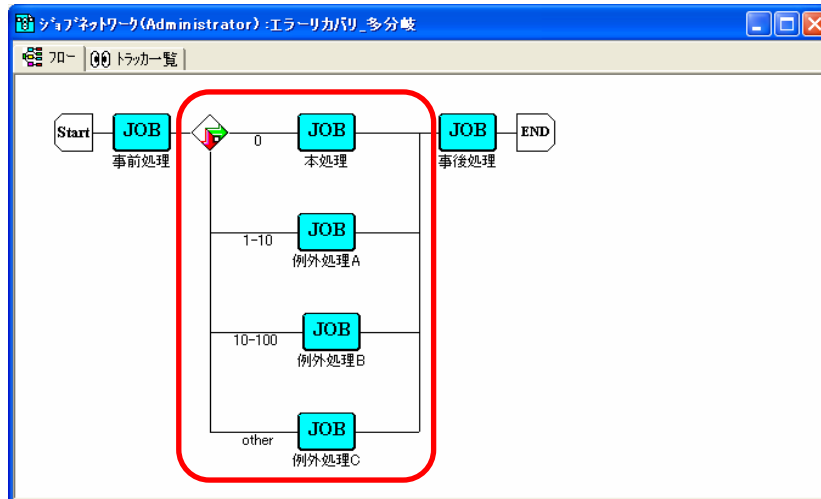 ジョブネットワーク(Administrator) :エラーリカバリ_多分岐
フロー トラッカ一覧
Start JOB 0 JOB JOB END
事前処理 本処理 事後処理
JOB
1-10
例外処理A
JOB
10-100
例外処理B
JOB
other
例外処理C